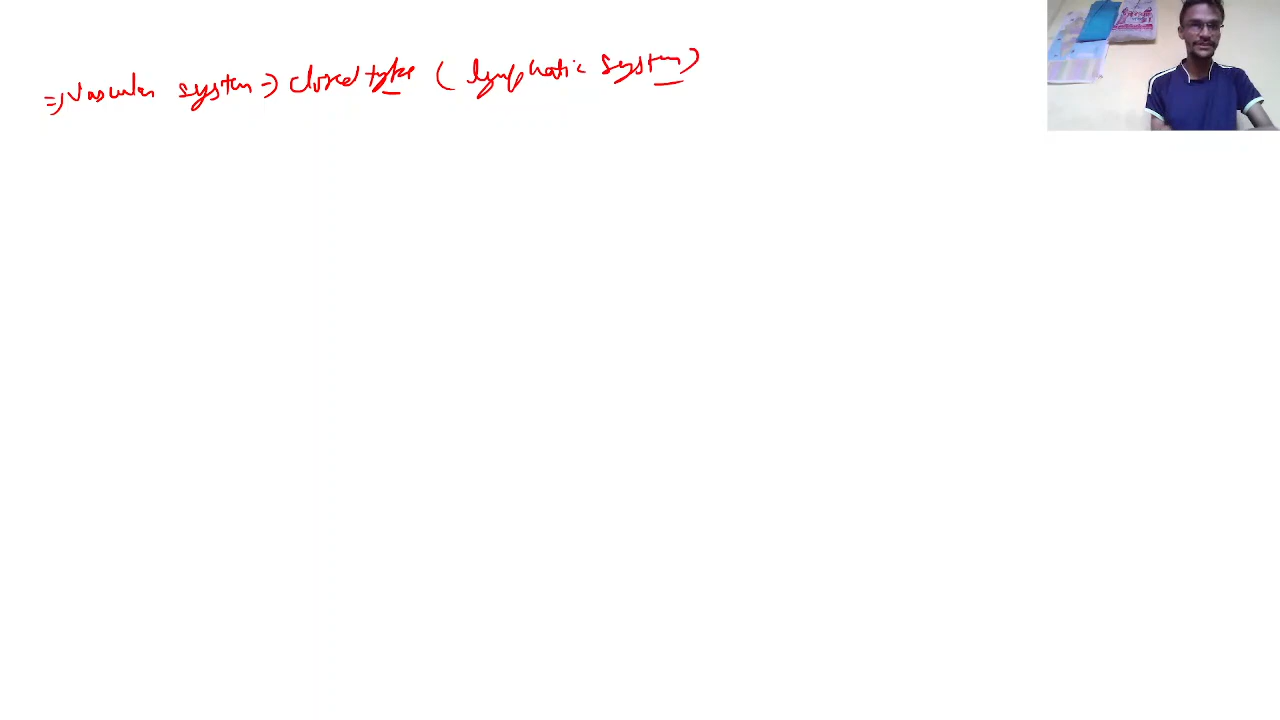 => Vascular system => closed type ( lymphatic system )